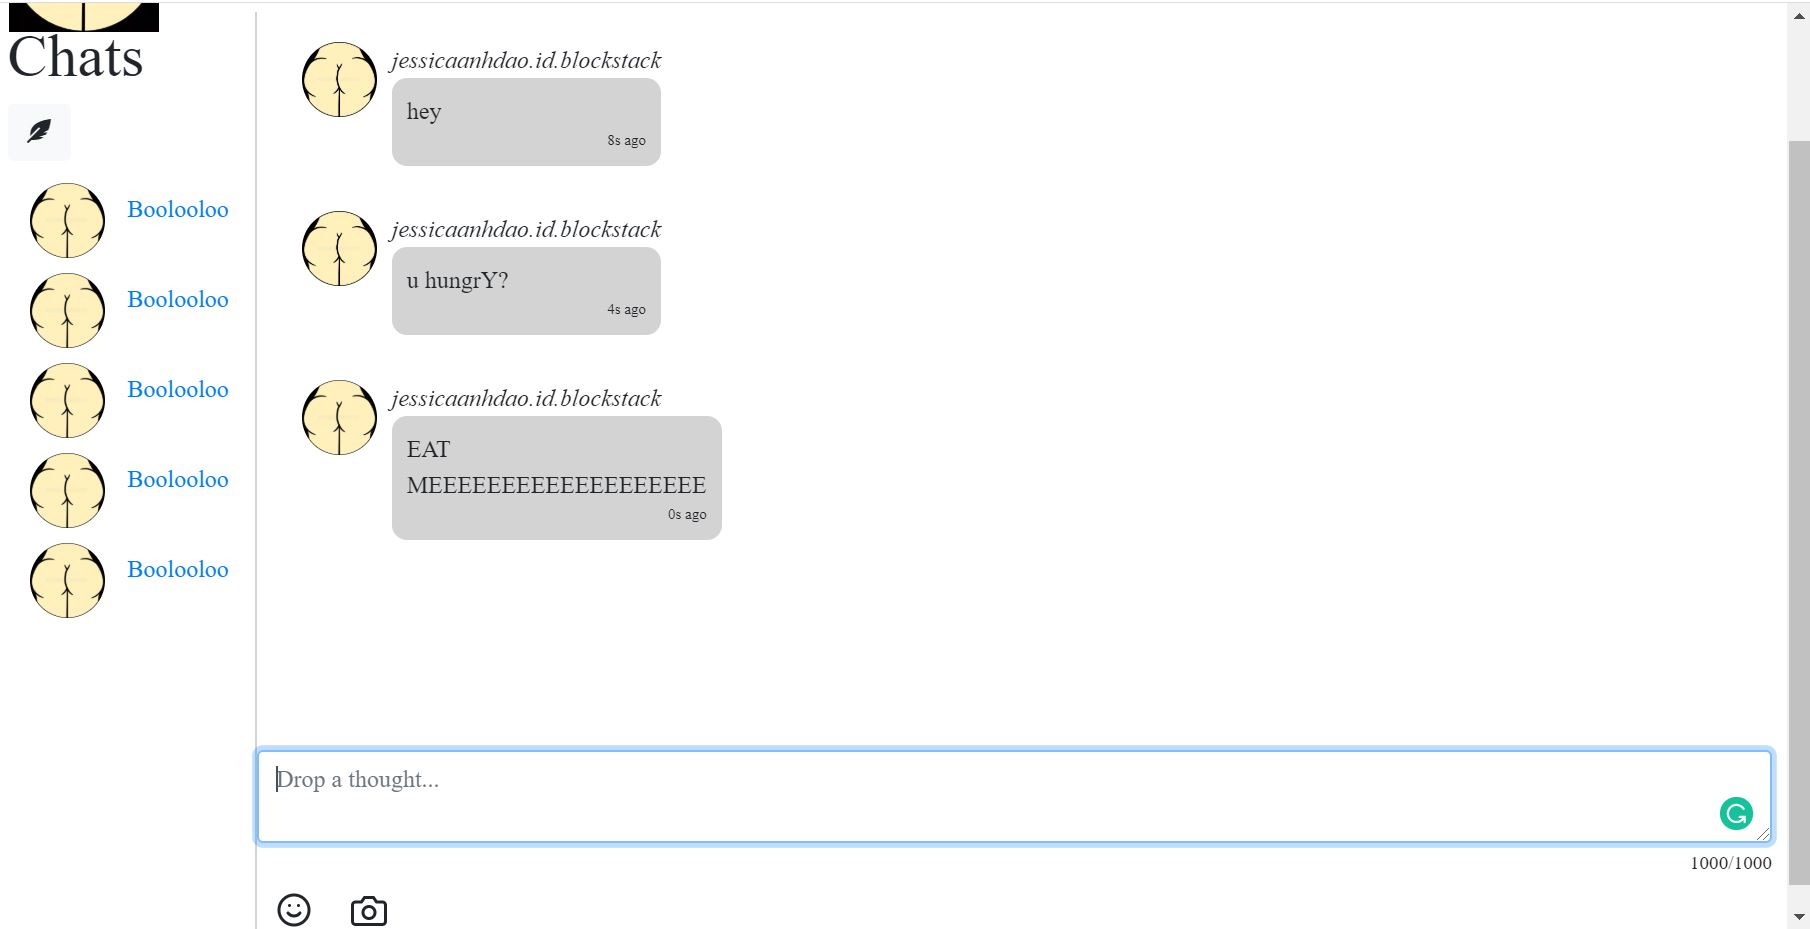 Chats
Boolooloo
Boolooloo
Boolooloo
Boolooloo
Boolooloo
jessicaanhdao.id.blockstack
hey
8s ago
jessicaanhdao.id.blockstack
u hungrY?
4s ago
jessicaanhdao.id.blockstack
EAT
MEEEEEEEEEEEEEEEEEEE
0s ago
Drop a thought...
1000/1000